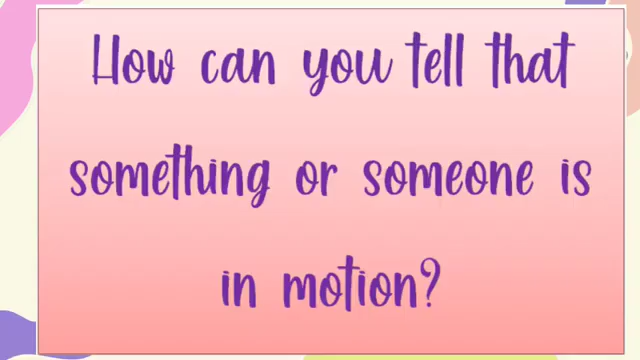 How can you tell that
something or someone is
in motion?